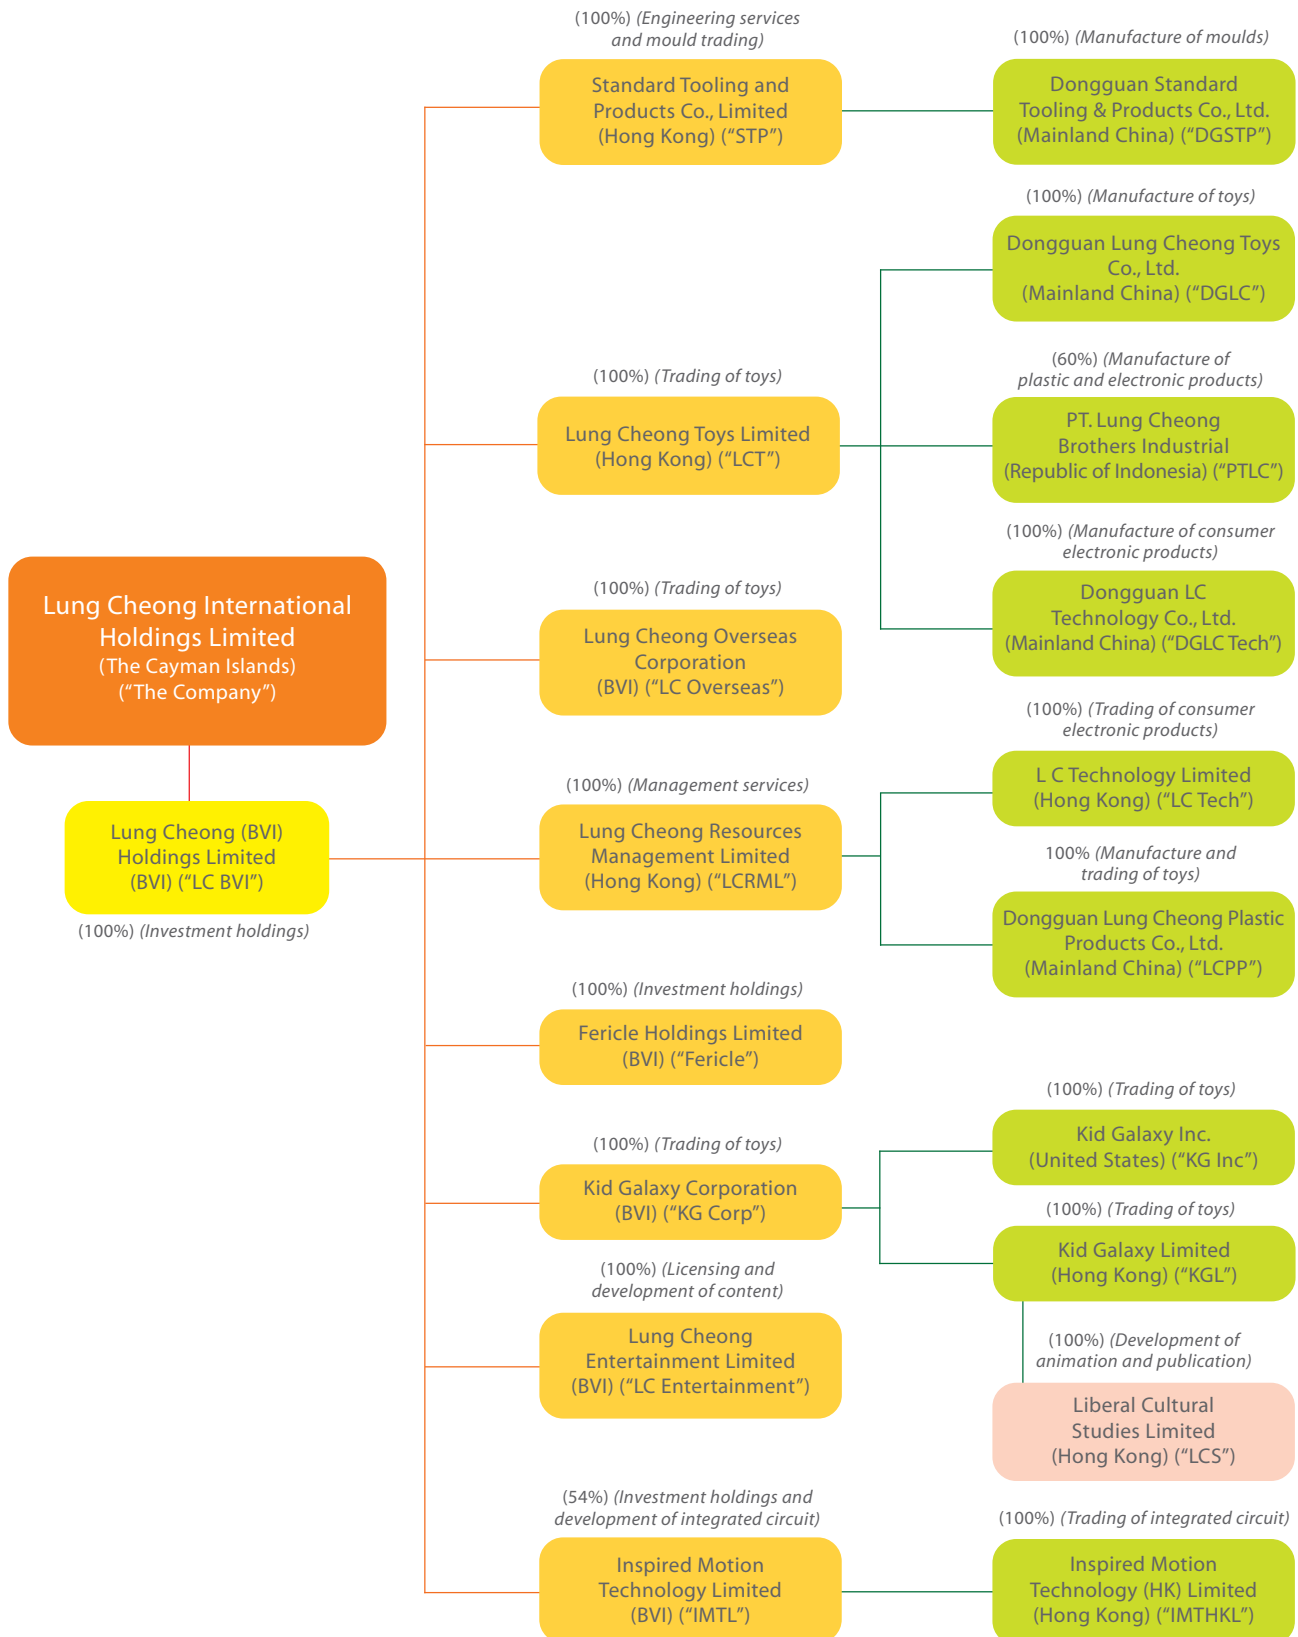 Lung Cheong International
Holdings Limited
(The Cayman Islands)
(“The Company”)
Lung Cheong (BVI)
Holdings Limited
(BVI) (“LC BVI”)
(100%) (Investment holdings)
(100%) (Engineering services
and mould trading)
Standard Tooling and
Products Co., Limited
(Hong Kong) (“STP”)
(100%) (Manufacture of moulds)
Dongguan Standard
Tooling & Products Co., Ltd.
(Mainland China) (“DGSTP”)
(100%) (Trading of toys)
Lung Cheong Toys Limited
(Hong Kong) (“LCT”)
(100%) (Manufacture of toys)
Dongguan Lung Cheong Toys
Co., Ltd.
(Mainland China) (“DGLC”)
(60%) (Manufacture of
plastic and electronic products)
PT. Lung Cheong
Brothers Industrial
(Republic of Indonesia) (“PTLC”)
(100%) (Manufacture of consumer
electronic products)
Dongguan LC
Technology Co., Ltd.
(Mainland China) (“DGLC Tech”)
(100%) (Trading of toys)
Lung Cheong Overseas
Corporation
(BVI) (“LC Overseas”)
(100%) (Management services)
Lung Cheong Resources
Management Limited
(Hong Kong) (“LCRML”)
(100%) (Trading of consumer
electronic products)
L C Technology Limited
(Hong Kong) (“LC Tech”)
100% (Manufacture and
trading of toys)
Dongguan Lung Cheong Plastic
Products Co., Ltd.
(Mainland China) (“LCPP”)
(100%) (Investment holdings)
Fericle Holdings Limited
(BVI) (“Fericle”)
(100%) (Trading of toys)
Kid Galaxy Corporation
(BVI) (“KG Corp”)
(100%) (Trading of toys)
Kid Galaxy Inc.
(United States) (“KG Inc”)
(100%) (Trading of toys)
Kid Galaxy Limited
(Hong Kong) (“KGL”)
(100%) (Development of
animation and publication)
Liberal Cultural
Studies Limited
(Hong Kong) (“LCS”)
(100%) (Licensing and
development of content)
Lung Cheong
Entertainment Limited
(BVI) (“LC Entertainment”)
(54%) (Investment holdings and
development of integrated circuit)
Inspired Motion
Technology Limited
(BVI) (“IMTL”)
(100%) (Trading of integrated circuit)
Inspired Motion
Technology (HK) Limited
(Hong Kong) (“IMTHKL”)